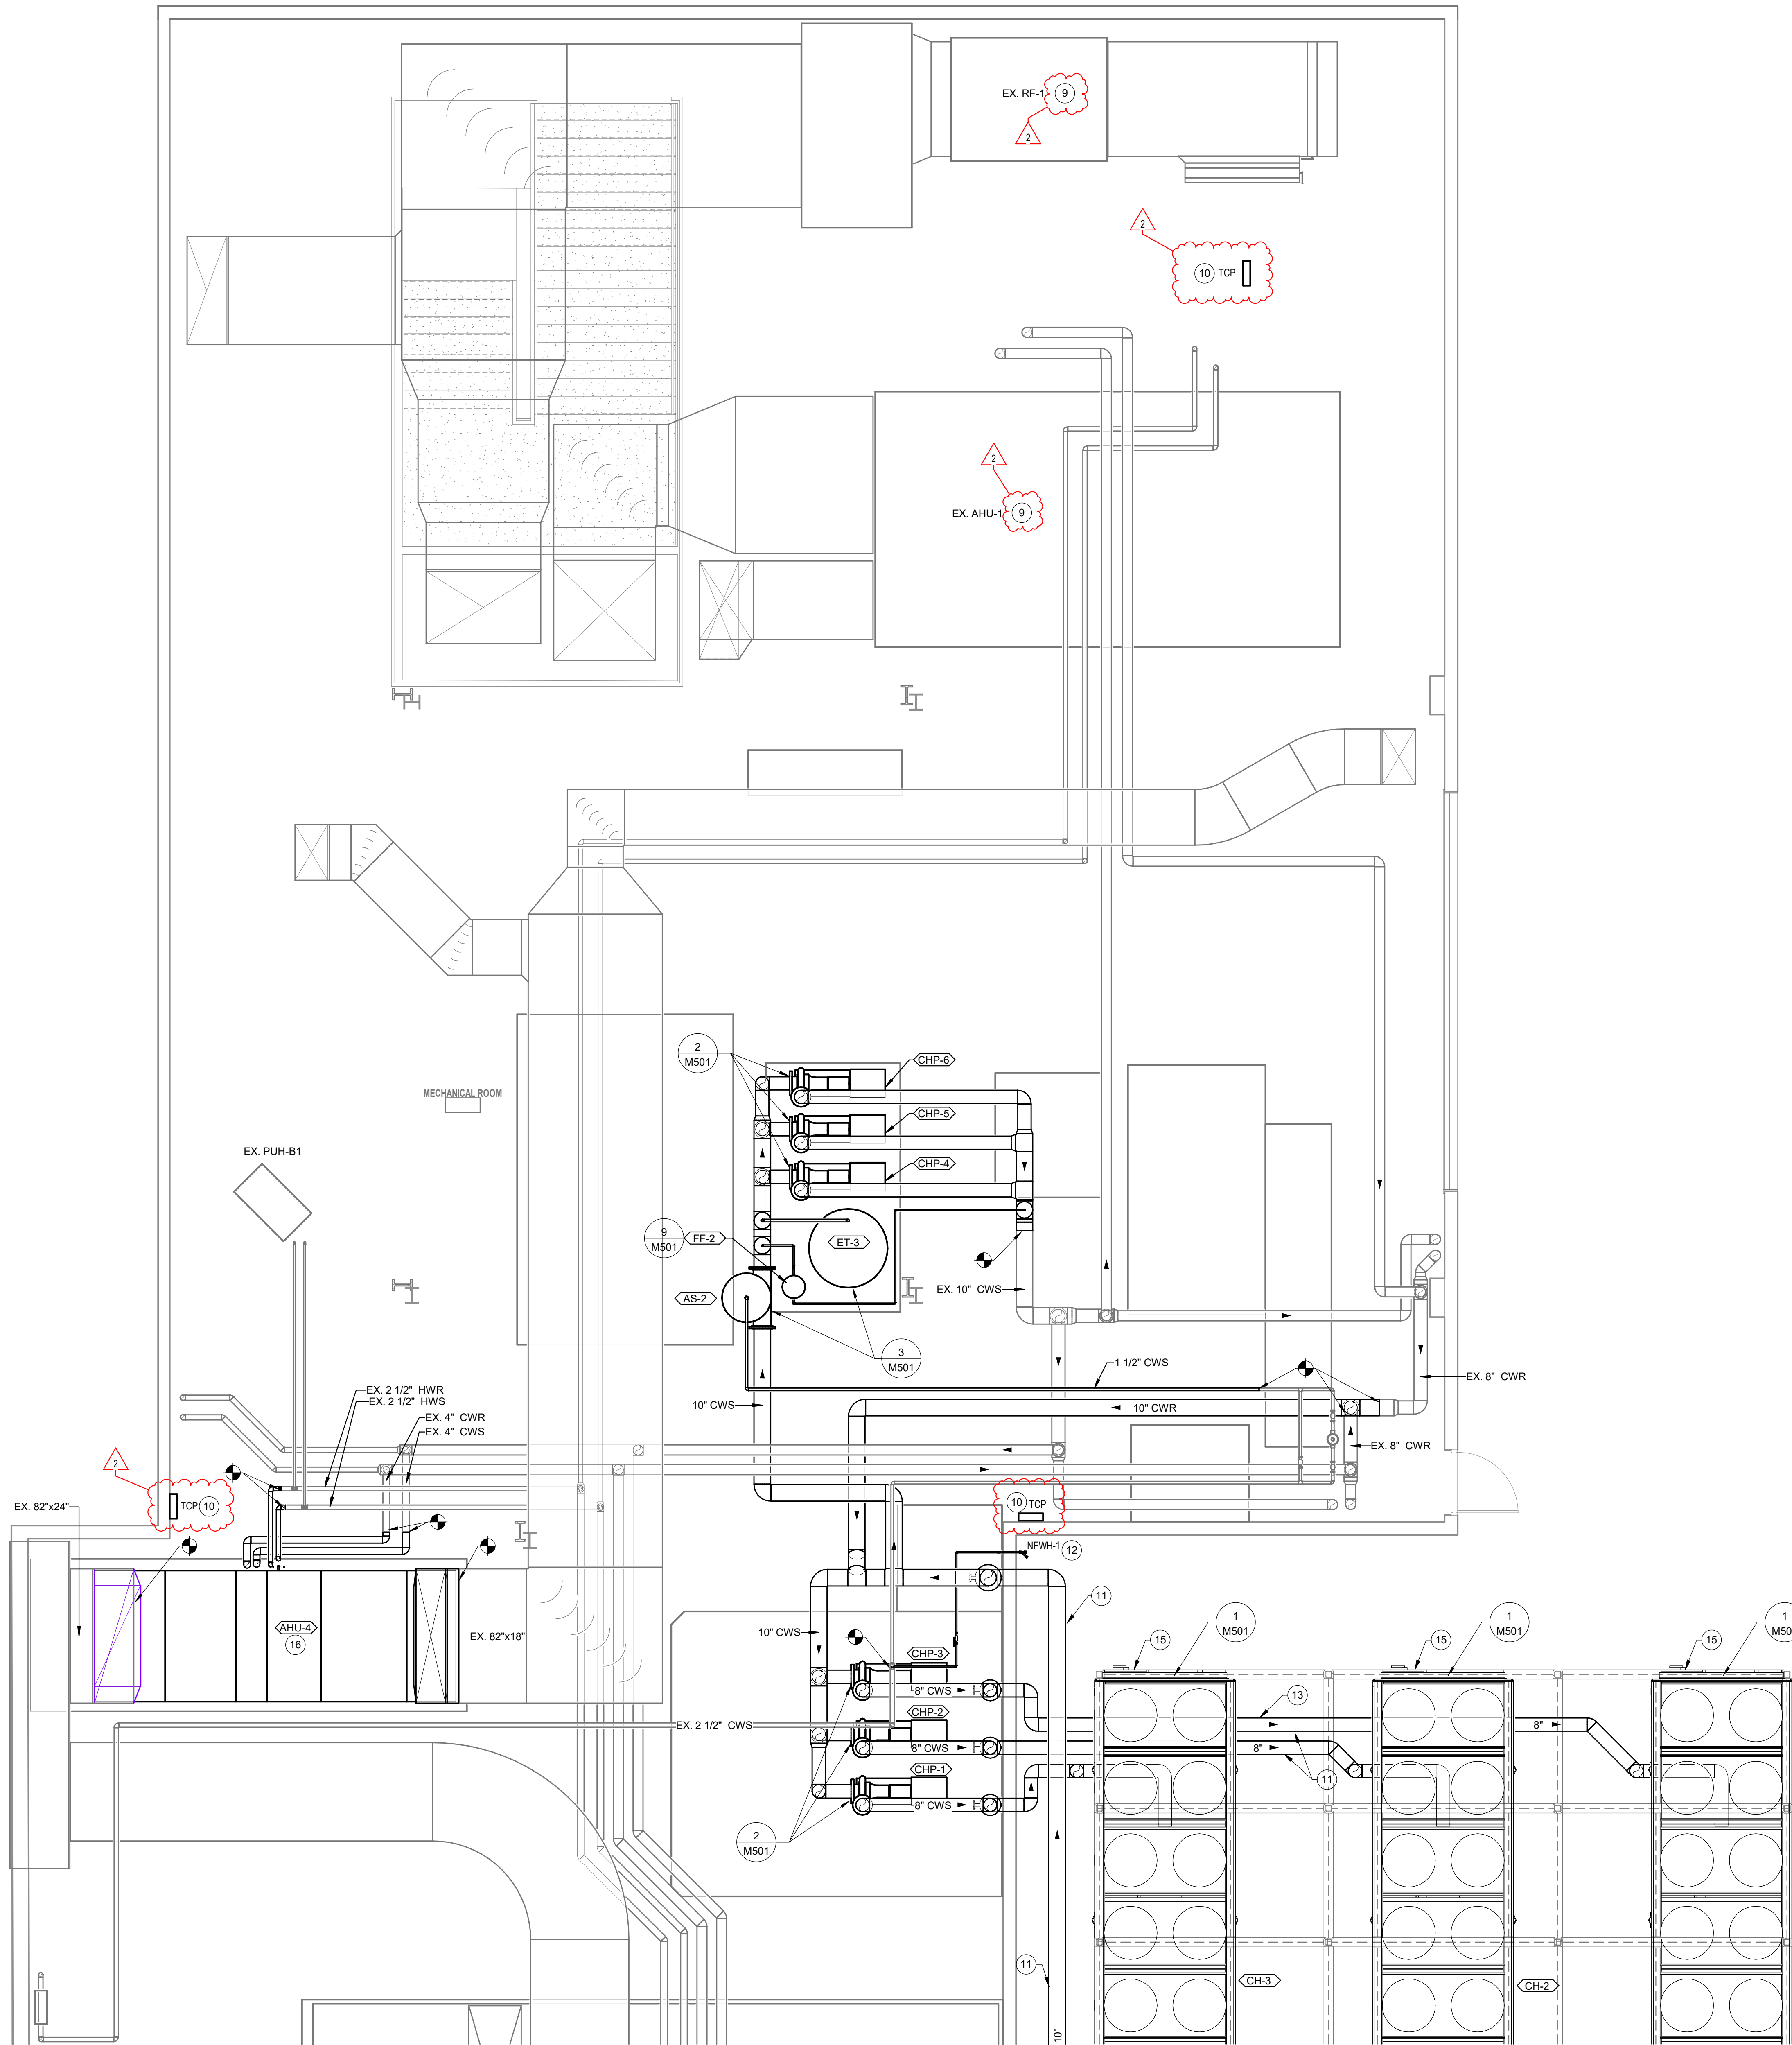 EX. RF-1 9
2
2
10 TCP
2
EX. AHU-1 9
2
M501
CHP-6
CHP-5
CHP-4
MECHANICAL ROOM
EX. PUH-B1
9
M501
FF-2
ET-3
AS-2
EX. 10" CWS
3
M501
1 1/2" CWS
EX. 8" CWR
10" CWS
10" CWR
EX. 8" CWR
EX. 2 1/2" HWR
EX. 2 1/2" HWS
EX. 4" CWR
EX. 4" CWS
2
TCP 10
EX. 82"x24"
10 TCP
NFWH-1 12
11
AHU-4
16
EX. 82"x18"
10" CWS
CHP-3
8" CWS
CHP-2
8" CWS
CHP-1
8" CWS
EX. 2 1/2" CWS
2
M501
15
1
M501
15
1
M501
15
1
M50
13
8"
8"
11
11
10"
CH-3
CH-2